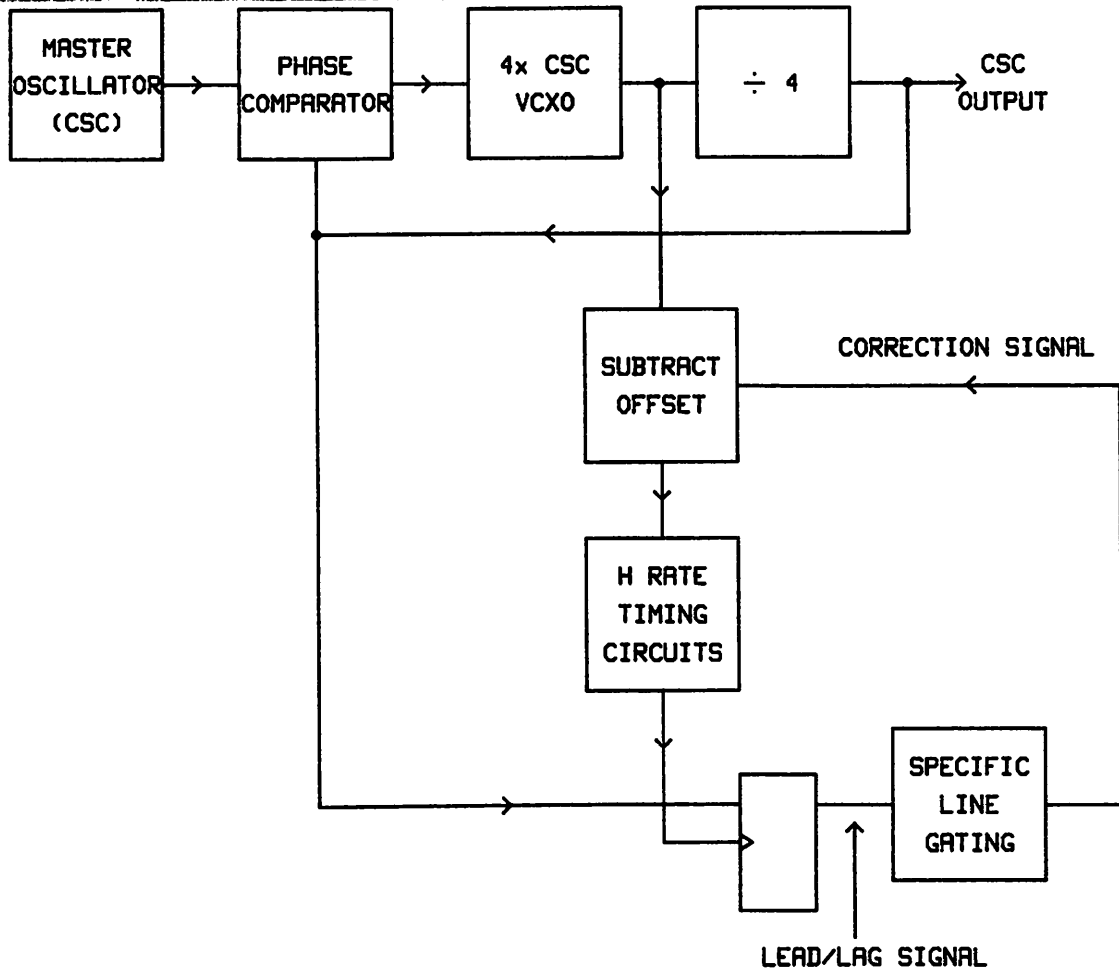 MASTER
OSCILLATOR
(CSC)
PHASE
COMPARATOR
4x CSC
VCXO
÷ 4
CSC
OUTPUT
SUBTRACT
OFFSET
CORRECTION SIGNAL
H RATE
TIMING
CIRCUITS
SPECIFIC
LINE
GATING
LEAD/LAG SIGNAL